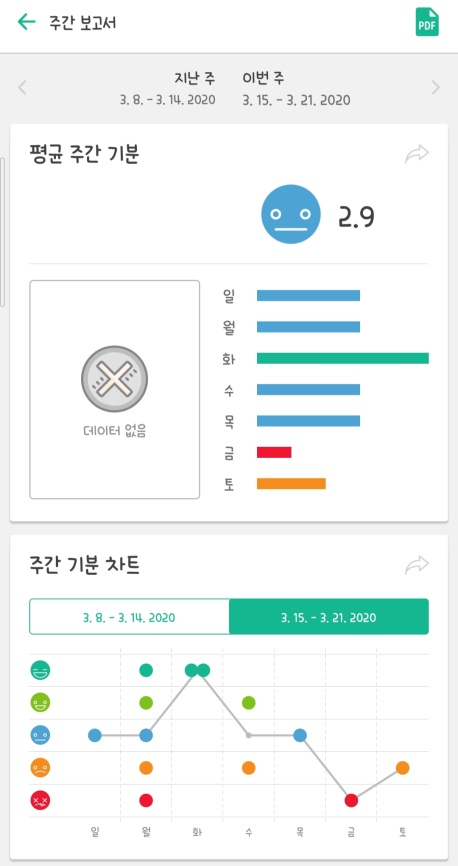 주간 보고서
PDF
지난 주 이번 주
3. 8. - 3. 14. 2020 3. 15. - 3. 21. 2020
평균 주간 기분
2.9
일
월
화
수
목
금
토
데이터 없음
주간 기분 차트
3. 8. - 3. 14. 2020 3. 15. - 3. 21. 2020
일 월 화 수 목 금 토